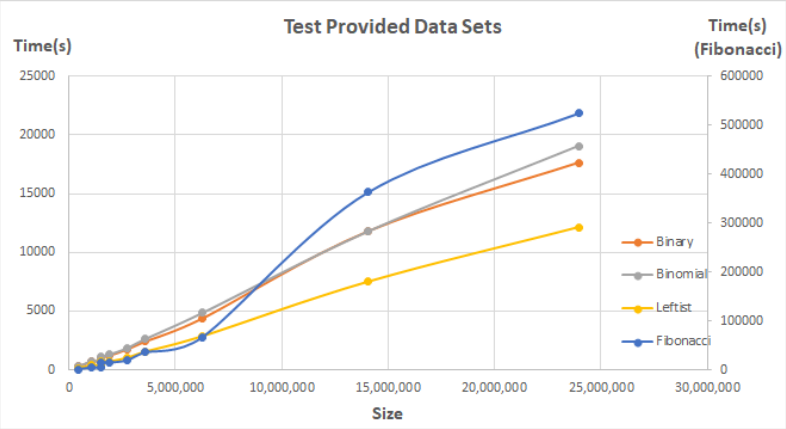 Test Provided Data Sets
Time(s)
Time(s)
(Fibonacci)
25000
20000
15000
10000
5000
0
600000
500000
400000
300000
200000
100000
0
Binary
Binomial
Leftist
Fibonacci
0
5,000,000
10,000,000
15,000,000
20,000,000
25,000,000
30,000,000
Size